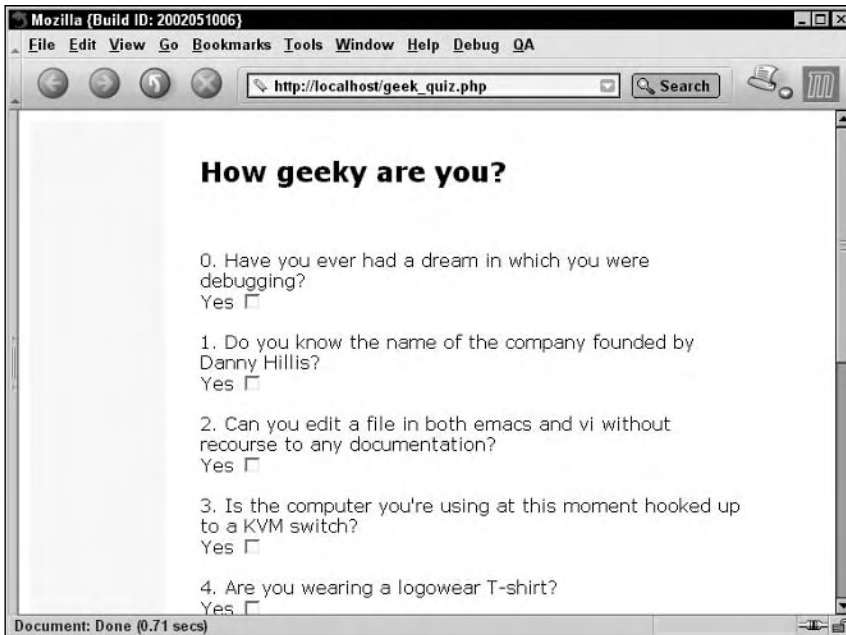 Mozilla {Build ID: 2002051006}
File Edit View Go Bookmarks Tools Window Help Debug QA
http://localhost/geek_quiz.php
Search
How geeky are you?
0. Have you ever had a dream in which you were
debugging?
Yes
1. Do you know the name of the company founded by
Danny Hillis?
Yes
2. Can you edit a file in both emacs and vi without
recourse to any documentation?
Yes
3. Is the computer you're using at this moment hooked up
to a KVM switch?
Yes
4. Are you wearing a logowear T-shirt?
Yes
Document: Done (0.71 secs)